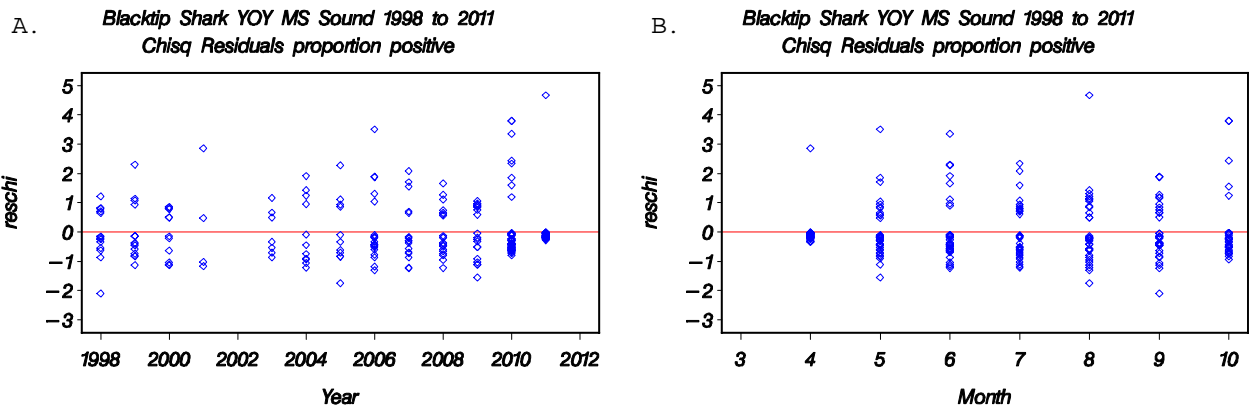 A.
Blacktip Shark YOY MS Sound 1998 to 2011
Chisq Residuals proportion positive
reschi
5
4
3
2
1
0
−1
−2
−3
1998 2000 2002 2004 2006 2008 2010 2012
Year
B.
Blacktip Shark YOY MS Sound 1998 to 2011
Chisq Residuals proportion positive
reschi
5
4
3
2
1
0
−1
−2
−3
3 4 5 6 7 8 9 10
Month